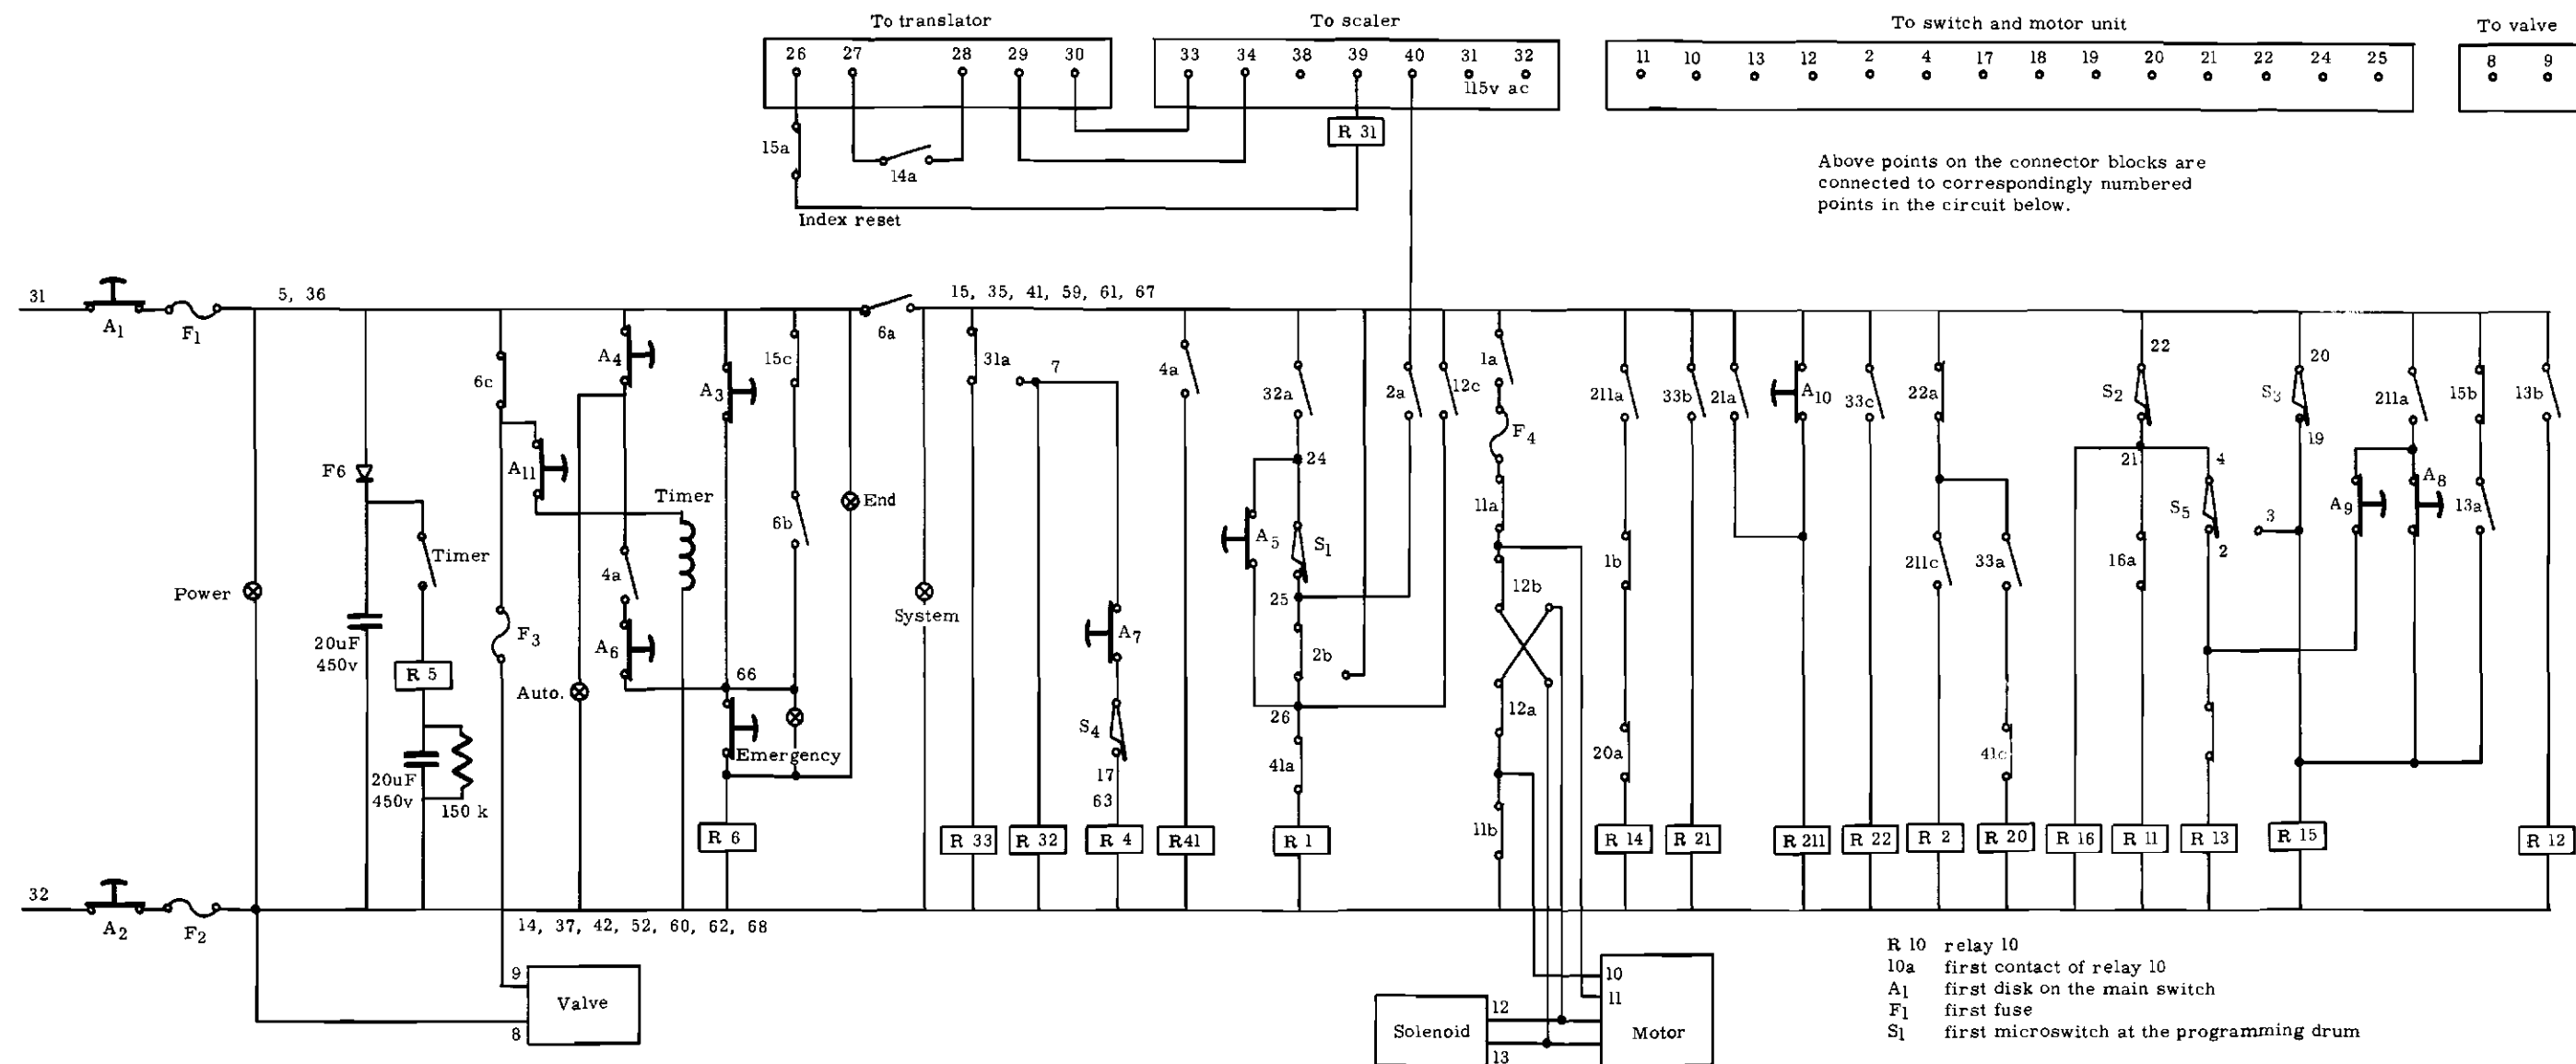 To translator
To scaler
To switch and motor unit
To valve
26 27 28 29 30
33 34 38 39 40 31 32
115v ac
11 10 13 12 2 4 17 18 19 20 21 22 24 25
8 9
15a
14a
R 31
Index reset
Above points on the connector blocks are
connected to correspondingly numbered
points in the circuit below.
31
A1
F1
5, 36
6a
15, 35, 41, 59, 61, 67
6c
A4
A3
15c
31a
7
4a
32a
2a
12c
1a
F4
211a
33b
21a
A10
33c
22a
22
S2
20
S3
211a
15b
13b
F6
A11
Timer
End
24
19
21
4
A9
A8
13a
Timer
6b
A5
S1
11a
S5
3
2
Power
4a
System
25
12b
1b
211c
33a
16a
20uF
450v
F3
A6
A7
2b
R 5
Auto.
66
26
12a
S4
20a
41c
20uF
450v
150 k
Emergency
17
63
41a
11b
R 6
R 33
R 32
R 4
R41
R 1
R 14
R 21
R 211
R 22
R 2
R 20
R 16
R 11
R 13
R 15
R 12
32
A2
F2
14, 37, 42, 52, 60, 62, 68
9
Valve
8
10
11
Motor
Solenoid
12
13
R 10 relay 10
10a first contact of relay 10
A1 first disk on the main switch
F1 first fuse
S1 first microswitch at the programming drum